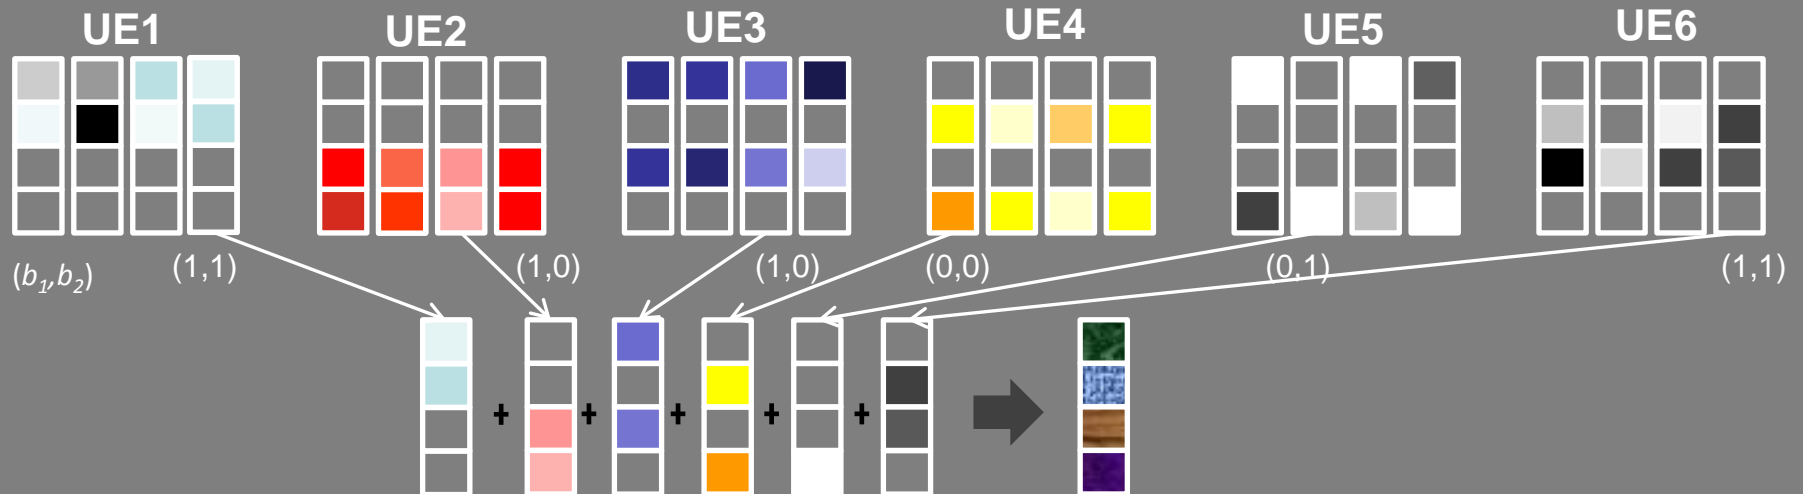 UE1 UE2 UE3 UE4 UE5 UE6
(b1,b2) (1,1) (1,0) (1,0) (0,0) (0,1) (1,1)
+ + + + +